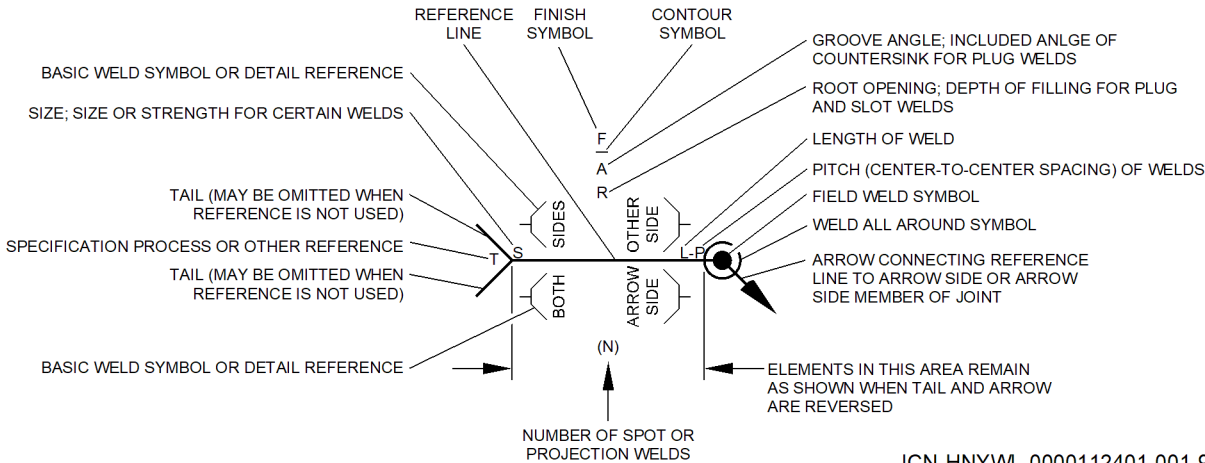 REFERENCE
LINE
FINISH
SYMBOL
CONTOUR
SYMBOL
GROOVE ANGLE; INCLUDED ANLGE OF
COUNTERSINK FOR PLUG WELDS
BASIC WELD SYMBOL OR DETAIL REFERENCE
ROOT OPENING; DEPTH OF FILLING FOR PLUG
AND SLOT WELDS
SIZE; SIZE OR STRENGTH FOR CERTAIN WELDS
F
LENGTH OF WELD
A
PITCH (CENTER-TO-CENTER SPACING) OF WELDS
R
TAIL (MAY BE OMITTED WHEN
REFERENCE IS NOT USED)
FIELD WELD SYMBOL
SIDES
OTHER
SIDE
WELD ALL AROUND SYMBOL
SPECIFICATION PROCESS OR OTHER REFERENCE
T
S
L-P
ARROW CONNECTING REFERENCE
LINE TO ARROW SIDE OR ARROW
SIDE MEMBER OF JOINT
TAIL (MAY BE OMITTED WHEN
REFERENCE IS NOT USED)
BOTH
ARROW
SIDE
(N)
BASIC WELD SYMBOL OR DETAIL REFERENCE
ELEMENTS IN THIS AREA REMAIN
AS SHOWN WHEN TAIL AND ARROW
ARE REVERSED
NUMBER OF SPOT OR
PROJECTION WELDS